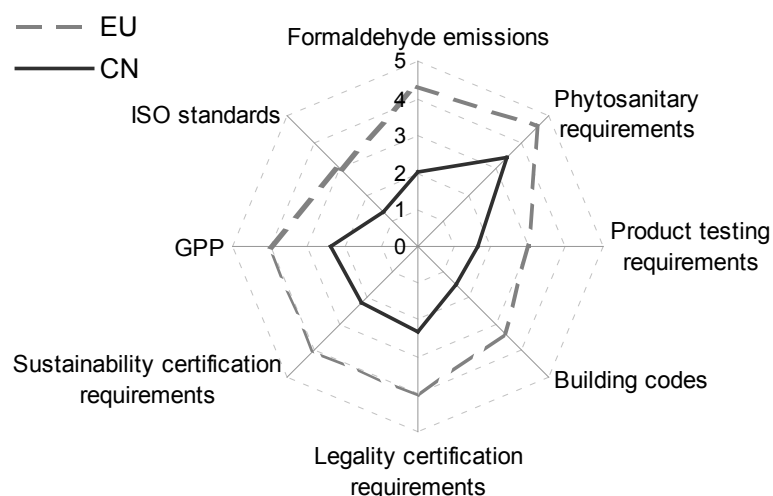 EU
CN
Formaldehyde emissions
5
4
3
2
1
0
Phytosanitary
requirements
ISO standards
GPP
Product testing
requirements
Sustainability certification
requirements
Building codes
Legality certification
requirements